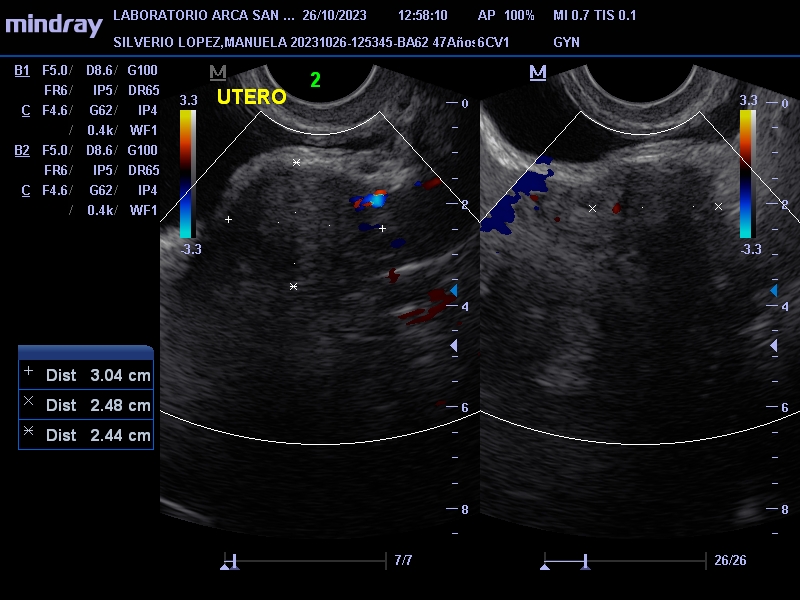 mindray
LABORATORIO ARCA SAN ... 26/10/2023 12:58:10 AP 100% MI 0.7 TIS 0.1
SILVERIO LOPEZ,MANUELA 20231026-125345-BA62 47Años 6CV1 GYN
B1 F5.0/ D8.6/ G100
FR6/ IP5/ DR65
C F4.6/ G62/ IP4
/ 0.4k/ WF1
B2 F5.0/ D8.6/ G100
FR6/ IP5/ DR65
C F4.6/ G62/ IP4
/ 0.4k/ WF1
M
2
UTERO
3.3
-3.3
0
2
4
6
8
7/7
M
3.3
-3.3
0
2
4
6
8
26/26
+ Dist 3.04 cm
× Dist 2.48 cm
Dist 2.44 cm